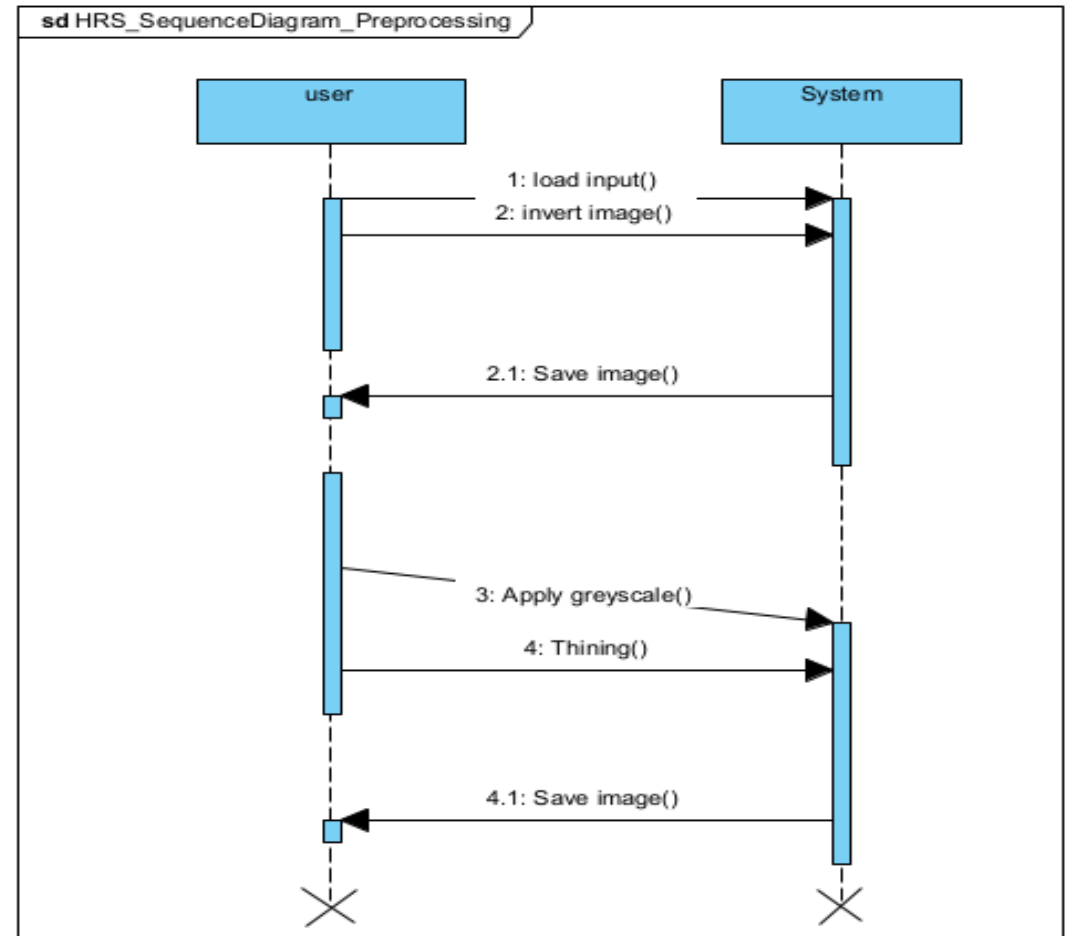 sd HRS_SequenceDiagram_Preprocessing
user
System
1: load input()
2: invert image()
2.1: Save image()
3: Apply greyscale()
4: Thining()
4.1: Save image()